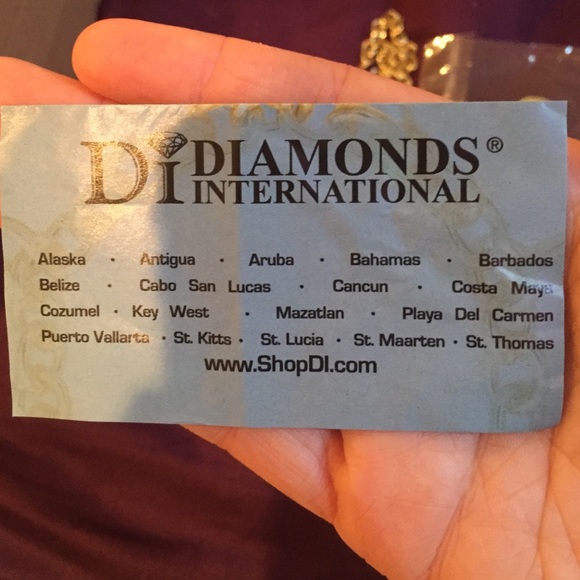 Di DIAMONDS®
INTERNATIONAL
Alaska · Antigua · Aruba · Bahamas · Barbados
Belize · Cabo San Lucas · Cancun · Costa Maya
Cozumel · Key West · Mazatlan · Playa Del Carmen
Puerto Vallarta · St. Kitts · St. Lucia · St. Maarten · St. Thomas
www.ShopDI.com